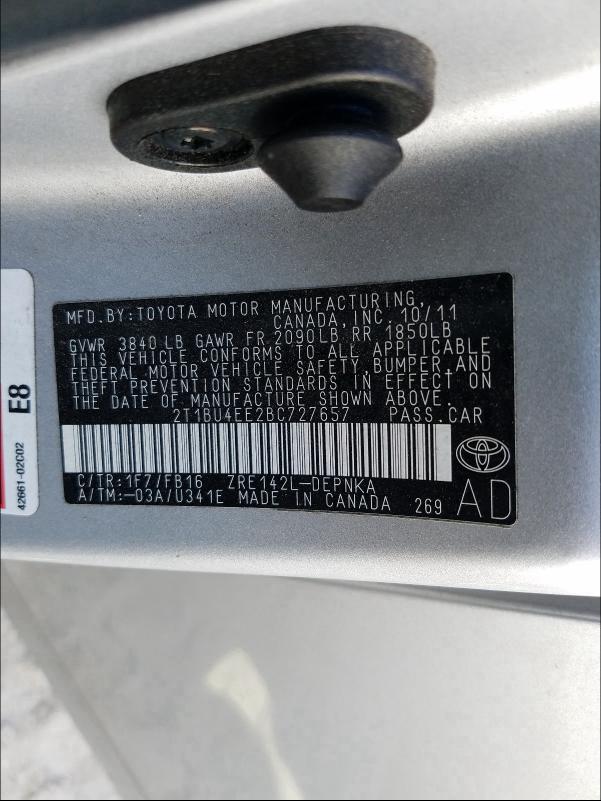 MFD.BY:TOYOTA MOTOR MANUFACTURING,
CANADA,INC. 10/11
GVWR 3840LB GAWR FR 2090LB RR 1850LB
THIS VEHICLE CONFORMS TO ALL APPLICABLE
FEDERAL MOTOR VEHICLE SAFETY,BUMPER,AND
THEFT PREVENTION STANDARDS IN EFFECT ON
THE DATE OF MANUFACTURE SHOWN ABOVE.
2T1BU4EE2BC727657 PASS.CAR
C/TR:1F7/FB16 ZRE142L-DEPNKA
A/TM:-03A/U341E MADE IN CANADA 269
AD
E8
42661-02C02